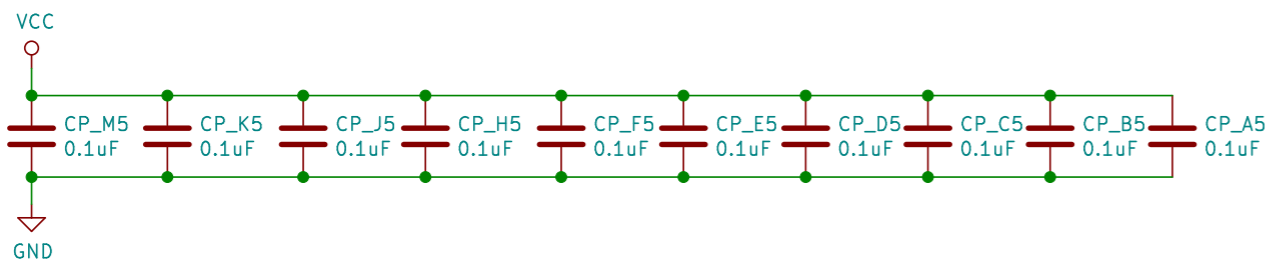 VCC
CP_M5
0.1uF
CP_K5
0.1uF
CP_J5
0.1uF
CP_H5
0.1uF
CP_F5
0.1uF
CP_E5
0.1uF
CP_D5
0.1uF
CP_C5
0.1uF
CP_B5
0.1uF
CP_A5
0.1uF
GND